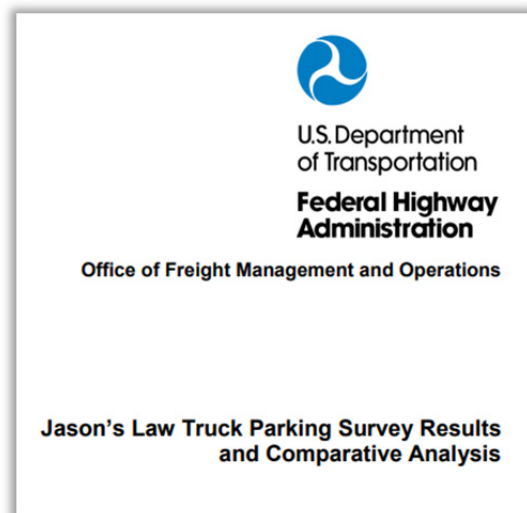 U.S. Department
of Transportation
Federal Highway
Administration
Office of Freight Management and Operations
Jason's Law Truck Parking Survey Results
and Comparative Analysis